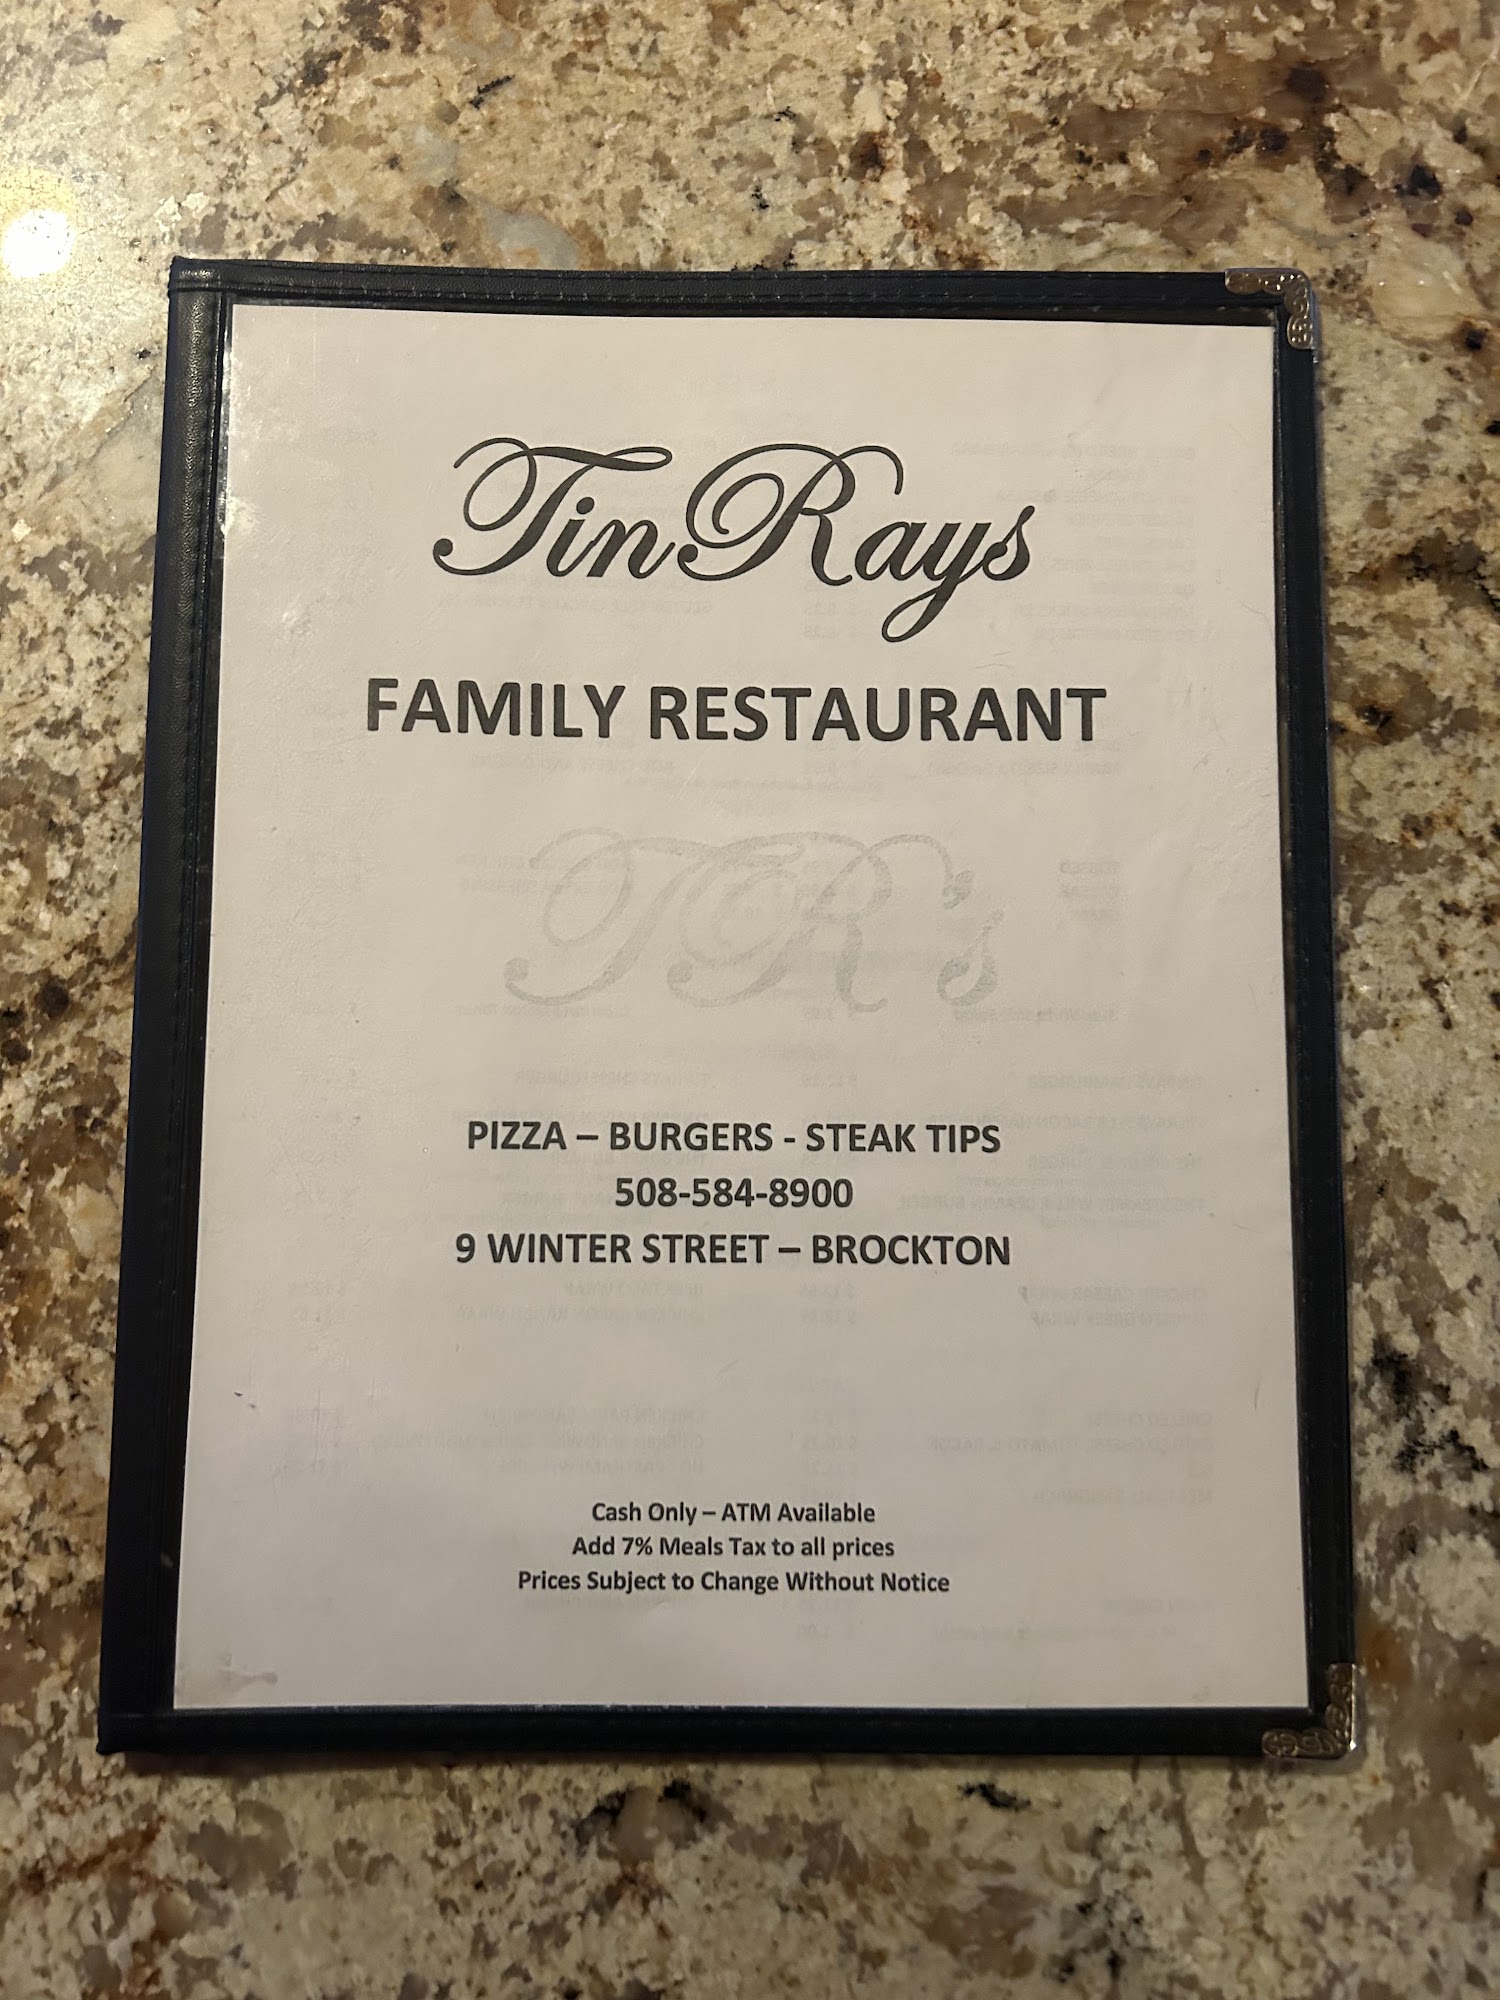 TinRays
FAMILY RESTAURANT
TR's
PIZZA – BURGERS - STEAK TIPS
508-584-8900
9 WINTER STREET – BROCKTON
Cash Only – ATM Available
Add 7% Meals Tax to all prices
Prices Subject to Change Without Notice